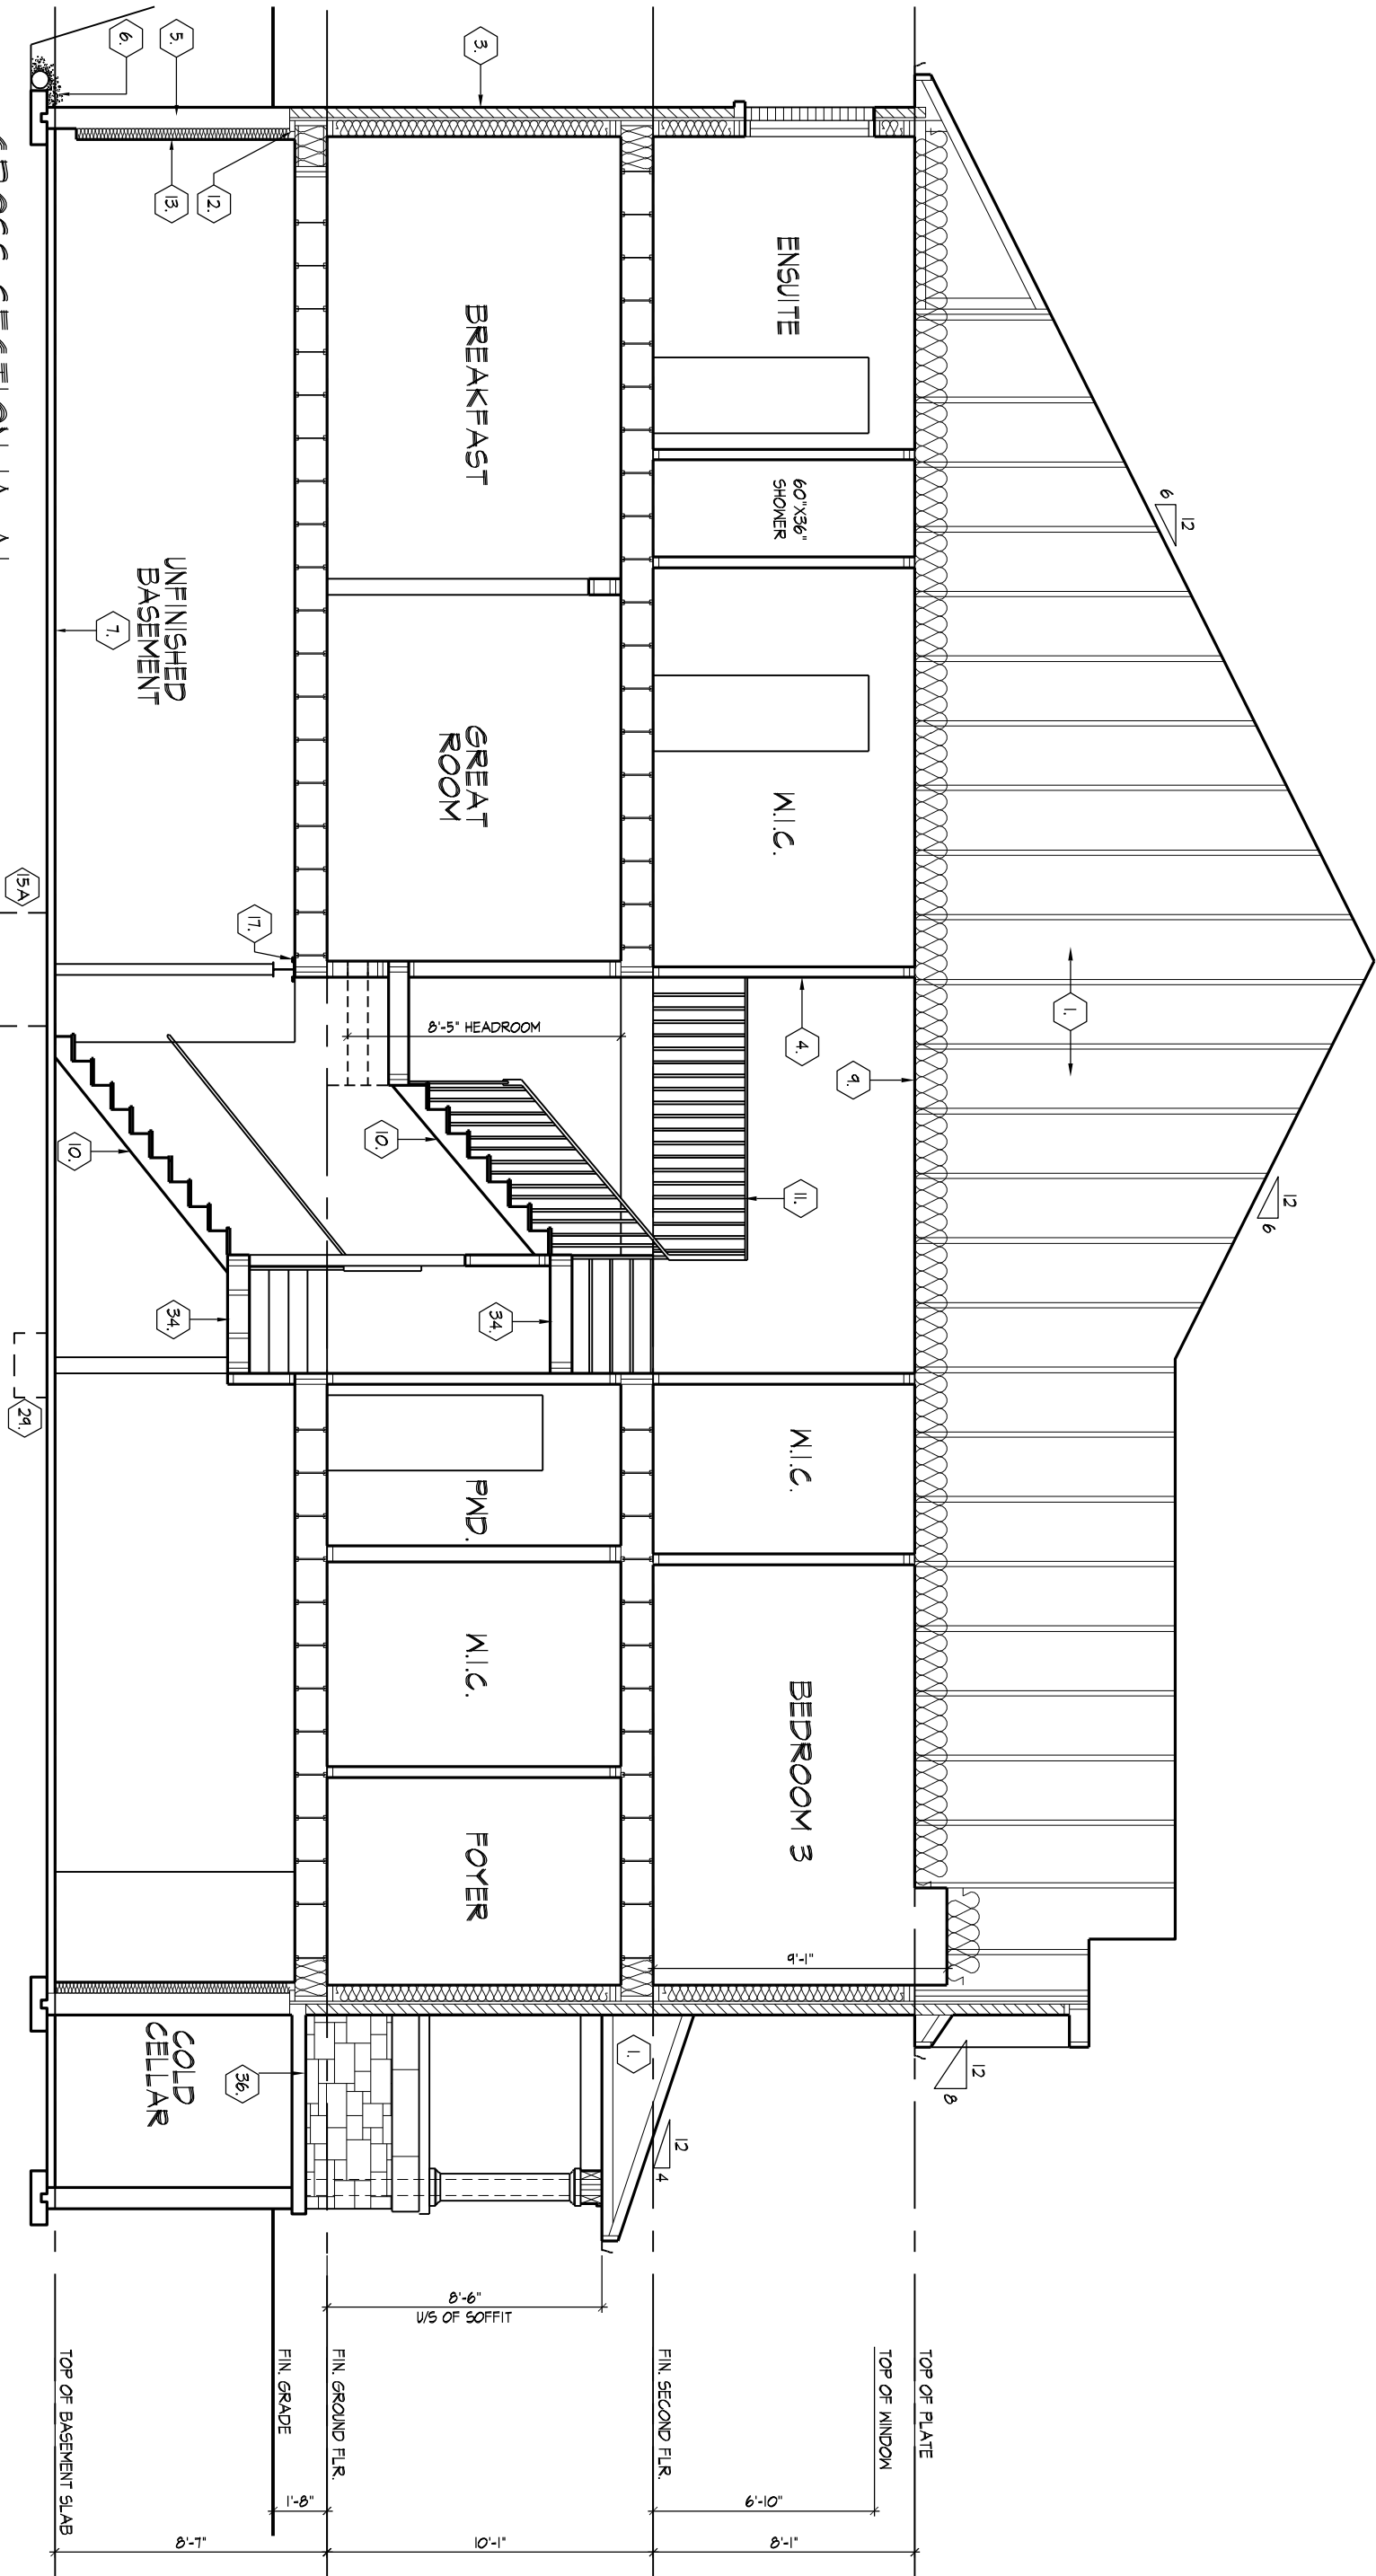 1.
12
6
12
6
12
8
12
4
1.
9.
4.
11.
3.
5.
6.
12.
13.
7.
10.
10.
34.
34.
17.
15A
29.
36.
ENSUITE
60"X36"
SHOWER
W.I.C.
W.I.C.
BEDROOM 3
9'-1"
BREAKFAST
GREAT
ROOM
8'-5" HEADROOM
PWD.
W.I.C.
FOYER
UNFINISHED
BASEMENT
COLD
CELLAR
8'-6"
U/S OF SOFFIT
TOP OF PLATE
TOP OF WINDOW
FIN. SECOND FLR.
FIN. GROUND FLR.
FIN. GRADE
TOP OF BASEMENT SLAB
6'-10"
8'-1"
10'-1"
1'-8"
8'-7"
CROSS SECTION